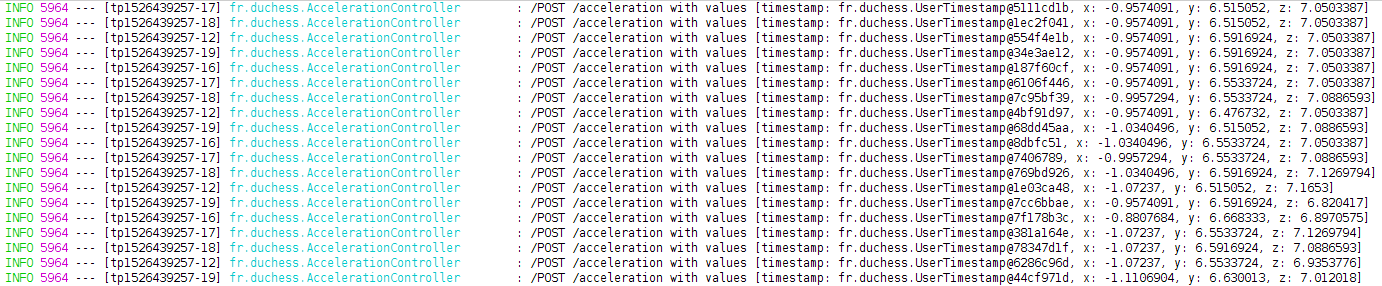 INFO 5964 --- [tp1526439257-17] fr.duchess.AccelerationController : /POST /acceleration with values [timestamp: fr.duchess.UserTimestamp@5111cd1b, x: -0.9574091, y: 6.515052, z: 7.0503387]
INFO 5964 --- [tp1526439257-18] fr.duchess.AccelerationController : /POST /acceleration with values [timestamp: fr.duchess.UserTimestamp@1ec2f041, x: -0.9574091, y: 6.515052, z: 7.0503387]
INFO 5964 --- [tp1526439257-12] fr.duchess.AccelerationController : /POST /acceleration with values [timestamp: fr.duchess.UserTimestamp@554f4e1b, x: -0.9574091, y: 6.5916924, z: 7.0503387]
INFO 5964 --- [tp1526439257-19] fr.duchess.AccelerationController : /POST /acceleration with values [timestamp: fr.duchess.UserTimestamp@34e3ae12, x: -0.9574091, y: 6.5916924, z: 7.0503387]
INFO 5964 --- [tp1526439257-16] fr.duchess.AccelerationController : /POST /acceleration with values [timestamp: fr.duchess.UserTimestamp@187f60cf, x: -0.9574091, y: 6.5916924, z: 7.0503387]
INFO 5964 --- [tp1526439257-17] fr.duchess.AccelerationController : /POST /acceleration with values [timestamp: fr.duchess.UserTimestamp@6106f446, x: -0.9574091, y: 6.5533724, z: 7.0503387]
INFO 5964 --- [tp1526439257-18] fr.duchess.AccelerationController : /POST /acceleration with values [timestamp: fr.duchess.UserTimestamp@7c95bf39, x: -0.9957294, y: 6.5533724, z: 7.0886593]
INFO 5964 --- [tp1526439257-12] fr.duchess.AccelerationController : /POST /acceleration with values [timestamp: fr.duchess.UserTimestamp@4bf91d97, x: -0.9574091, y: 6.476732, z: 7.0503387]
INFO 5964 --- [tp1526439257-19] fr.duchess.AccelerationController : /POST /acceleration with values [timestamp: fr.duchess.UserTimestamp@68dd45aa, x: -1.0340496, y: 6.515052, z: 7.0886593]
INFO 5964 --- [tp1526439257-16] fr.duchess.AccelerationController : /POST /acceleration with values [timestamp: fr.duchess.UserTimestamp@8dbfc51, x: -1.0340496, y: 6.5533724, z: 7.0503387]
INFO 5964 --- [tp1526439257-17] fr.duchess.AccelerationController : /POST /acceleration with values [timestamp: fr.duchess.UserTimestamp@7406789, x: -0.9957294, y: 6.5533724, z: 7.0886593]
INFO 5964 --- [tp1526439257-18] fr.duchess.AccelerationController : /POST /acceleration with values [timestamp: fr.duchess.UserTimestamp@769bd926, x: -1.0340496, y: 6.5916924, z: 7.1269794]
INFO 5964 --- [tp1526439257-12] fr.duchess.AccelerationController : /POST /acceleration with values [timestamp: fr.duchess.UserTimestamp@1e03ca48, x: -1.07237, y: 6.515052, z: 7.1653]
INFO 5964 --- [tp1526439257-19] fr.duchess.AccelerationController : /POST /acceleration with values [timestamp: fr.duchess.UserTimestamp@7cc6bbae, x: -0.9574091, y: 6.5916924, z: 6.820417]
INFO 5964 --- [tp1526439257-16] fr.duchess.AccelerationController : /POST /acceleration with values [timestamp: fr.duchess.UserTimestamp@7f178b3c, x: -0.8807684, y: 6.668333, z: 6.8970575]
INFO 5964 --- [tp1526439257-17] fr.duchess.AccelerationController : /POST /acceleration with values [timestamp: fr.duchess.UserTimestamp@381a164e, x: -1.07237, y: 6.5533724, z: 7.1269794]
INFO 5964 --- [tp1526439257-18] fr.duchess.AccelerationController : /POST /acceleration with values [timestamp: fr.duchess.UserTimestamp@78347d1f, x: -1.07237, y: 6.5916924, z: 7.0886593]
INFO 5964 --- [tp1526439257-12] fr.duchess.AccelerationController : /POST /acceleration with values [timestamp: fr.duchess.UserTimestamp@6286c96d, x: -1.07237, y: 6.5533724, z: 6.9353776]
INFO 5964 --- [tp1526439257-19] fr.duchess.AccelerationController : /POST /acceleration with values [timestamp: fr.duchess.UserTimestamp@44cf971d, x: -1.1106904, y: 6.630013, z: 7.012018]